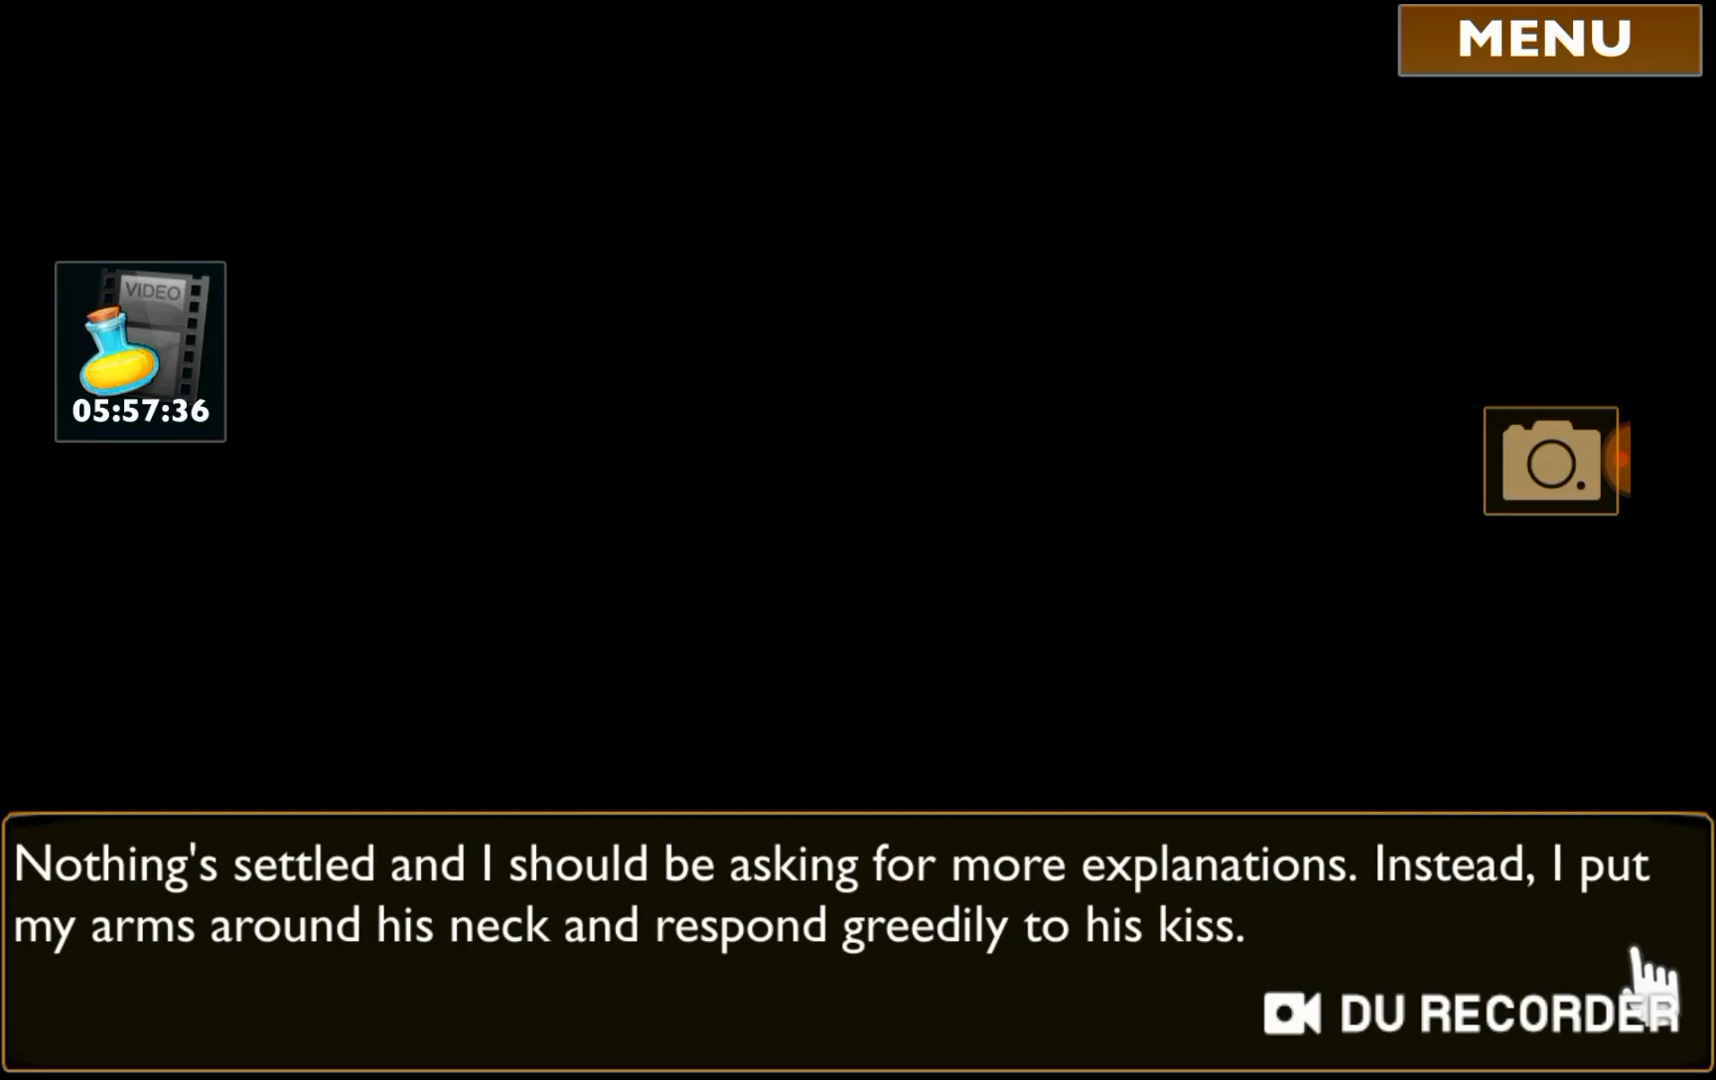 MENU
VIDEO
05:57:36
Nothing's settled and I should be asking for more explanations. Instead, I put
my arms around his neck and respond greedily to his kiss.
DU RECORDER